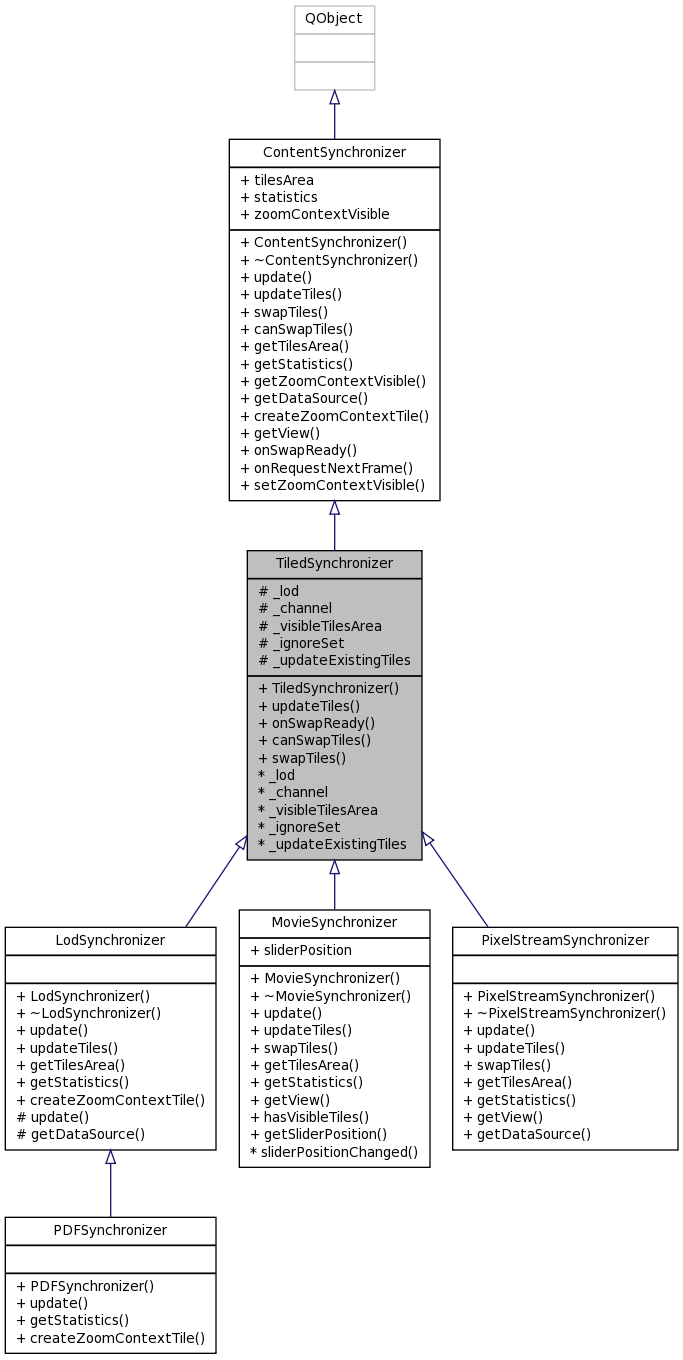 QObject
ContentSynchronizer
+ tilesArea
+ statistics
+ zoomContextVisible
+ ContentSynchronizer()
+ ~ContentSynchronizer()
+ update()
+ updateTiles()
+ swapTiles()
+ canSwapTiles()
+ getTilesArea()
+ getStatistics()
+ getZoomContextVisible()
+ getDataSource()
+ createZoomContextTile()
+ getView()
+ onSwapReady()
+ onRequestNextFrame()
+ setZoomContextVisible()
TiledSynchronizer
# _lod
# _channel
# _visibleTilesArea
# _ignoreSet
# _updateExistingTiles
+ TiledSynchronizer()
+ updateTiles()
+ onSwapReady()
+ canSwapTiles()
+ swapTiles()
* _lod
* _channel
* _visibleTilesArea
* _ignoreSet
* _updateExistingTiles
LodSynchronizer
+ LodSynchronizer()
+ ~LodSynchronizer()
+ update()
+ updateTiles()
+ getTilesArea()
+ getStatistics()
+ createZoomContextTile()
# update()
# getDataSource()
MovieSynchronizer
+ sliderPosition
+ MovieSynchronizer()
+ ~MovieSynchronizer()
+ update()
+ updateTiles()
+ swapTiles()
+ getTilesArea()
+ getStatistics()
+ getView()
+ hasVisibleTiles()
+ getSliderPosition()
* sliderPositionChanged()
PixelStreamSynchronizer
+ PixelStreamSynchronizer()
+ ~PixelStreamSynchronizer()
+ update()
+ updateTiles()
+ swapTiles()
+ getTilesArea()
+ getStatistics()
+ getView()
+ getDataSource()
PDFSynchronizer
+ PDFSynchronizer()
+ update()
+ getStatistics()
+ createZoomContextTile()